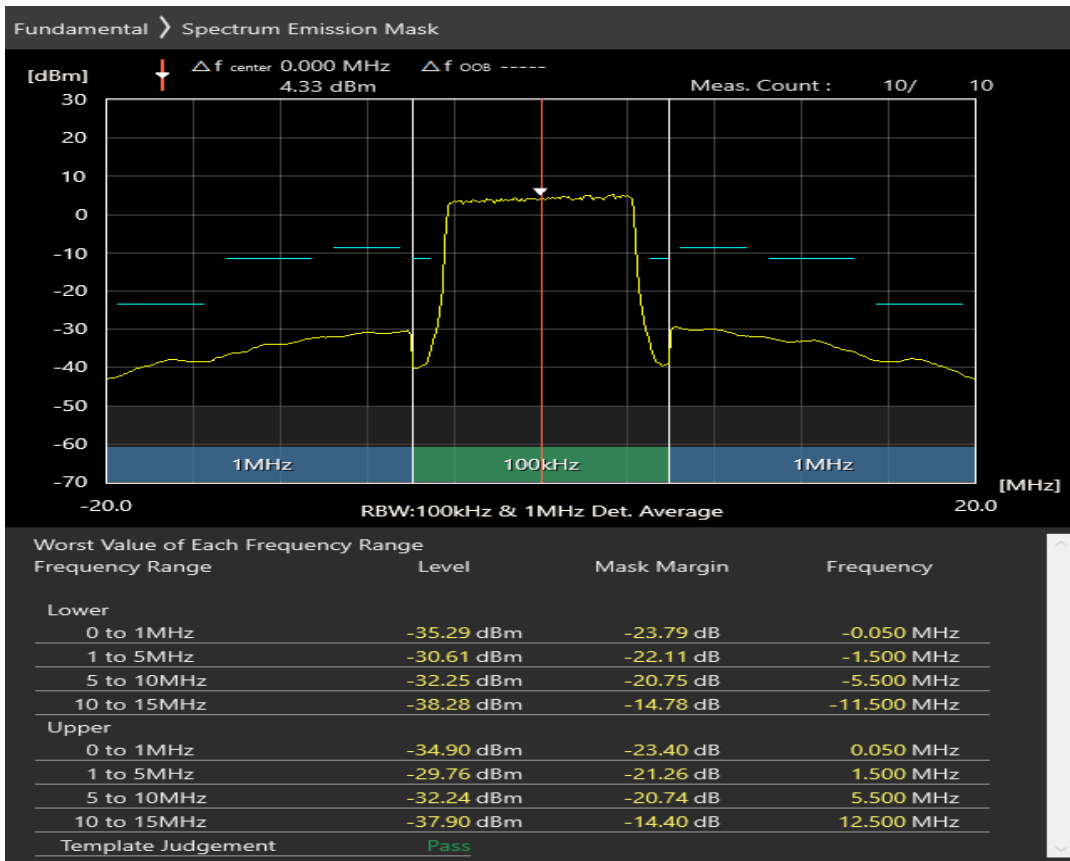 Fundamental 〉 Spectrum Emission Mask
[dBm]
△f center 0.000 MHz △f OOB -----
4.33 dBm
Meas. Count : 10/ 10
30
20
10
0
-10
-20
-30
-40
-50
-60
-70
1MHz 100kHz 1MHz
[MHz]
-20.0 RBW:100kHz & 1MHz Det. Average 20.0
Worst Value of Each Frequency Range
Frequency Range Level Mask Margin Frequency
Lower
0 to 1MHz -35.29 dBm -23.79 dB -0.050 MHz
1 to 5MHz -30.61 dBm -22.11 dB -1.500 MHz
5 to 10MHz -32.25 dBm -20.75 dB -5.500 MHz
10 to 15MHz -38.28 dBm -14.78 dB -11.500 MHz
Upper
0 to 1MHz -34.90 dBm -23.40 dB 0.050 MHz
1 to 5MHz -29.76 dBm -21.26 dB 1.500 MHz
5 to 10MHz -32.24 dBm -20.74 dB 5.500 MHz
10 to 15MHz -37.90 dBm -14.40 dB 12.500 MHz
Template Judgement Pass